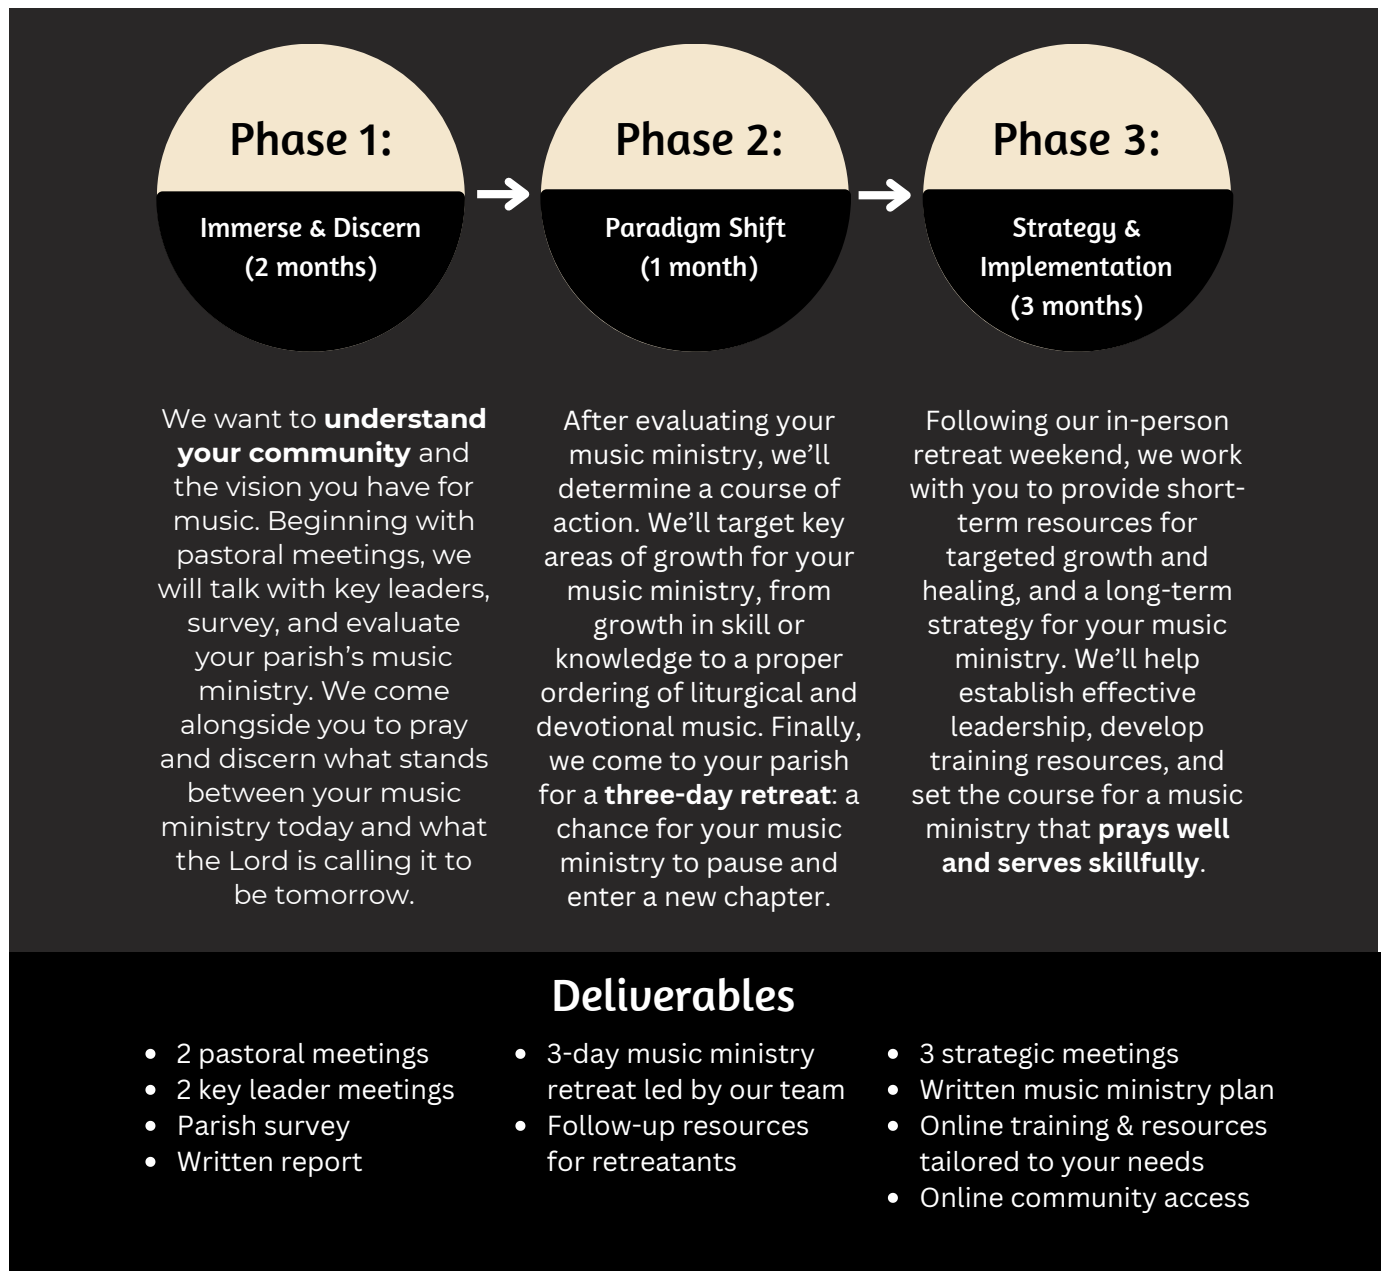 Phase 1:
Immerse & Discern
(2 months)
Phase 2:
Paradigm Shift
(1 month)
Phase 3:
Strategy &
Implementation
(3 months)
We want to understand
your community and
the vision you have for
music. Beginning with
pastoral meetings, we
will talk with key leaders,
survey, and evaluate
your parish’s music
ministry. We come
alongside you to pray
and discern what stands
between your music
ministry today and what
the Lord is calling it to
be tomorrow.
After evaluating your
music ministry, we’ll
determine a course of
action. We’ll target key
areas of growth for your
music ministry, from
growth in skill or
knowledge to a proper
ordering of liturgical and
devotional music. Finally,
we come to your parish
for a three-day retreat: a
chance for your music
ministry to pause and
enter a new chapter.
Following our in-person
retreat weekend, we work
with you to provide short-
term resources for
targeted growth and
healing, and a long-term
strategy for your music
ministry. We’ll help
establish effective
leadership, develop
training resources, and
set the course for a music
ministry that prays well
and serves skillfully.
Deliverables
• 2 pastoral meetings
• 2 key leader meetings
• Parish survey
• Written report
• 3-day music ministry
retreat led by our team
• Follow-up resources
for retreatants
• 3 strategic meetings
• Written music ministry plan
• Online training & resources
tailored to your needs
• Online community access